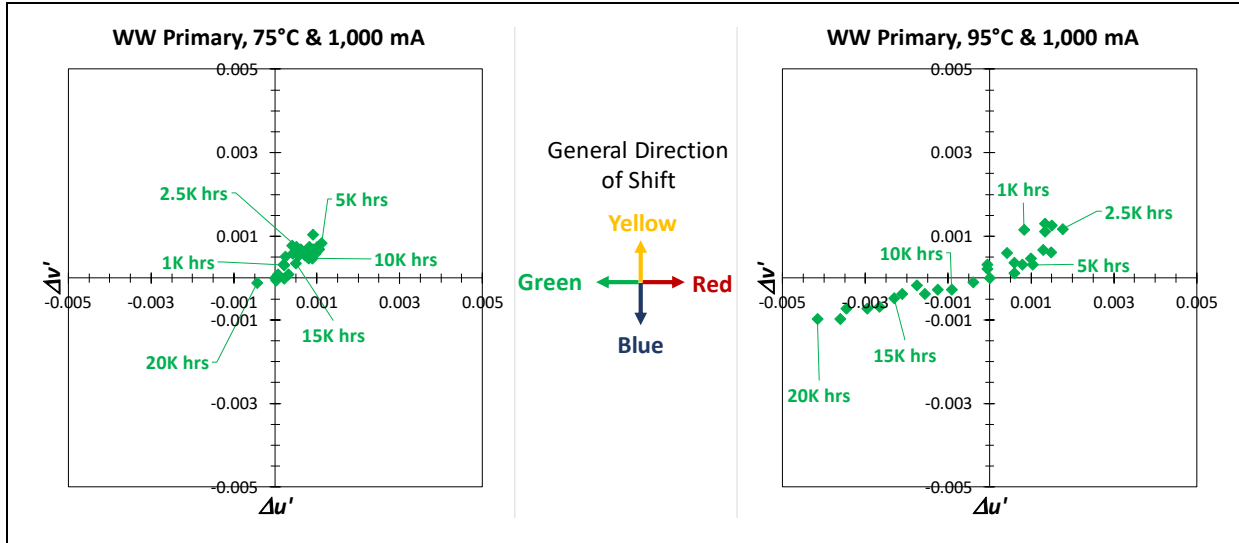 WW Primary, 75°C & 1,000 mA
0.005
0.003
2.5K hrs
5K hrs
0.001
1K hrs
10K hrs
Δv'
-0.005
-0.003
-0.001
0.001
0.003
0.005
-0.001
15K hrs
20K hrs
-0.003
-0.005
Δu'
General Direction
of Shift
Yellow
Green
Red
Blue
WW Primary, 95°C & 1,000 mA
0.005
0.003
1K hrs
2.5K hrs
0.001
10K hrs
5K hrs
Δv'
-0.005
-0.003
-0.001
0.001
0.003
0.005
-0.001
15K hrs
20K hrs
-0.003
-0.005
Δu'